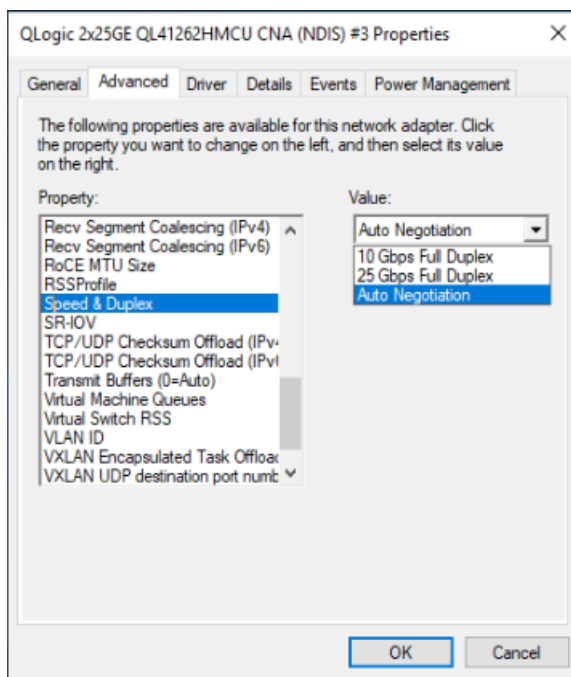 QLogic 2x25GE QL41262HMCU CNA (NDIS) #3 Properties
General Advanced Driver Details Events Power Management
The following properties are available for this network adapter. Click
the property you want to change on the left, and then select its value
on the right.
Property:
Recv Segment Coalescing (IPv4)
Recv Segment Coalescing (IPv6)
RoCE MTU Size
RSSProfile
Speed & Duplex
SR-IOV
TCP/UDP Checksum Offload (IPv4
TCP/UDP Checksum Offload (IPv6
Transmit Buffers (0=Auto)
Virtual Machine Queues
Virtual Switch RSS
VLAN ID
VXLAN Encapsulated Task Offload
VXLAN UDP destination port numb
Value:
Auto Negotiation
10 Gbps Full Duplex
25 Gbps Full Duplex
Auto Negotiation
OK Cancel